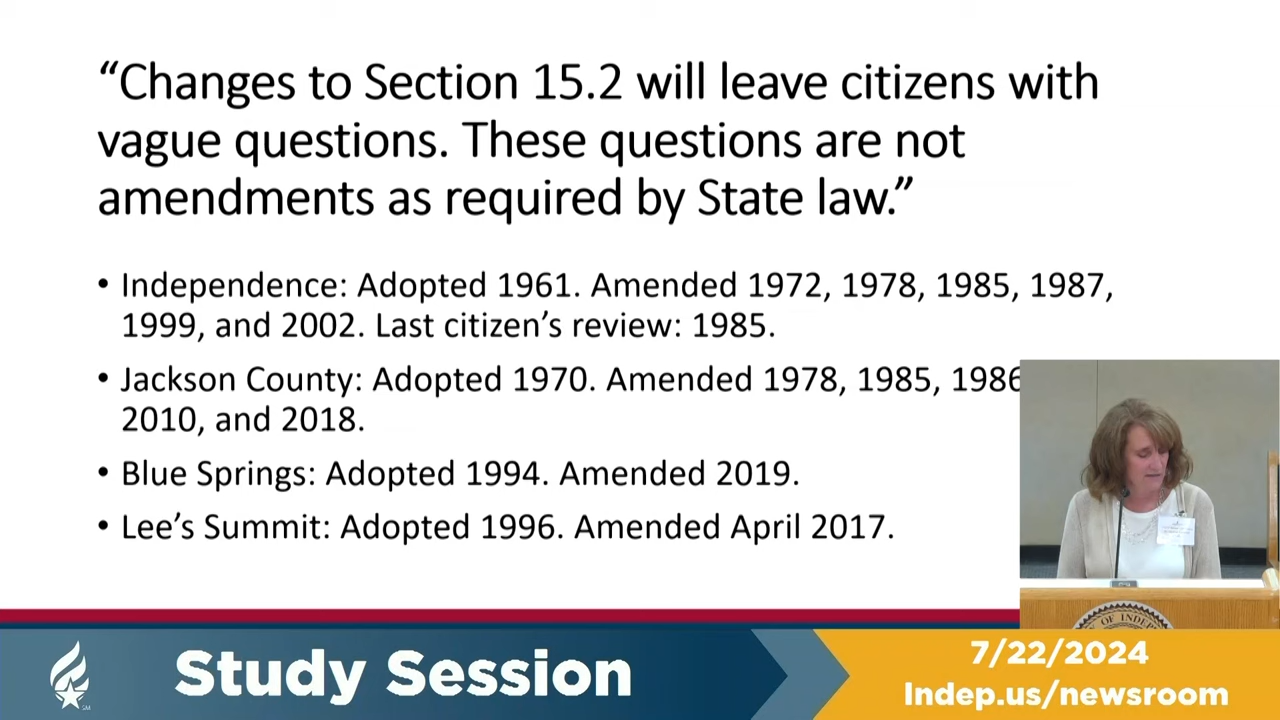 “Changes to Section 15.2 will leave citizens with
vague questions. These questions are not
amendments as required by State law.”
• Independence: Adopted 1961. Amended 1972, 1978, 1985, 1987,
1999, and 2002. Last citizen’s review: 1985.
• Jackson County: Adopted 1970. Amended 1978, 1985, 1986
2010, and 2018.
• Blue Springs: Adopted 1994. Amended 2019.
• Lee’s Summit: Adopted 1996. Amended April 2017.
OF INDEP
Study Session
7/22/2024
Indep.us/newsroom